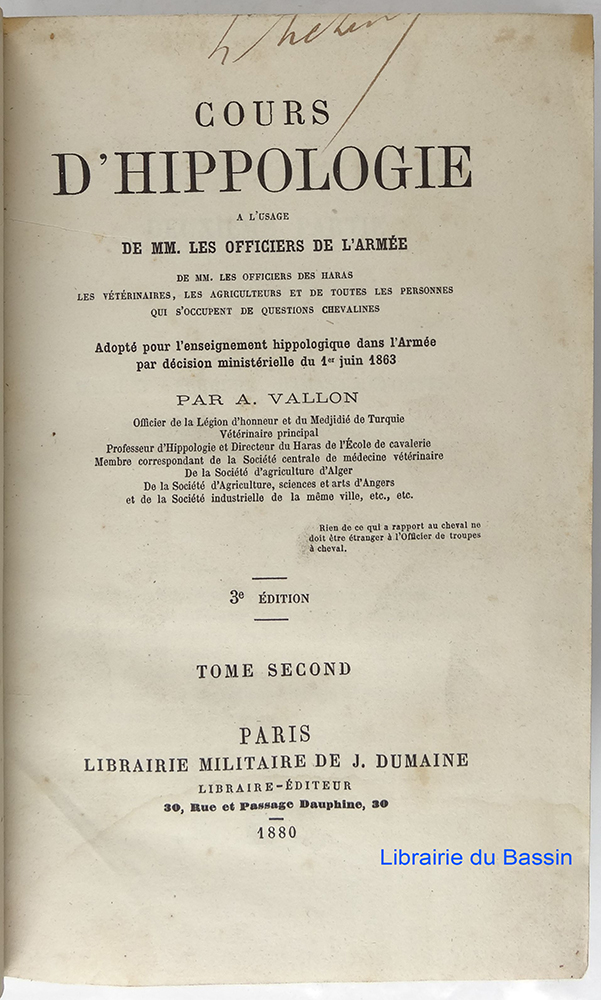 COURS
D'HIPPOLOGIE
A L'USAGE
DE MM. LES OFFICIERS DE L'ARMÉE
DE MM. LES OFFICIERS DES HARAS
LES VÉTÉRINAIRES, LES AGRICULTEURS ET DE TOUTES LES PERSONNES
QUI S'OCCUPENT DE QUESTIONS CHEVALINES
Adopté pour l'enseignement hippologique dans l'Armée
par décision ministérielle du 1er juin 1863
PAR A. VALLON
Officier de la Légion d'honneur et du Medjidié de Turquie
Vétérinaire principal
Professeur d'Hippologie et Directeur du Haras de l'École de cavalerie
Membre correspondant de la Société centrale de médecine vétérinaire
De la Société d'agriculture d'Alger
De la Société d'Agriculture, sciences et arts d'Angers
et de la Société industrielle de la même ville, etc., etc.
Rien de ce qui a rapport au cheval ne
doit être étranger à l'Officier de troupes
à cheval.
3e ÉDITION
TOME SECOND
PARIS
LIBRAIRIE MILITAIRE DE J. DUMAINE
LIBRAIRE-ÉDITEUR
30, Rue et Passage Dauphine, 30
1880
Librairie du Bassin